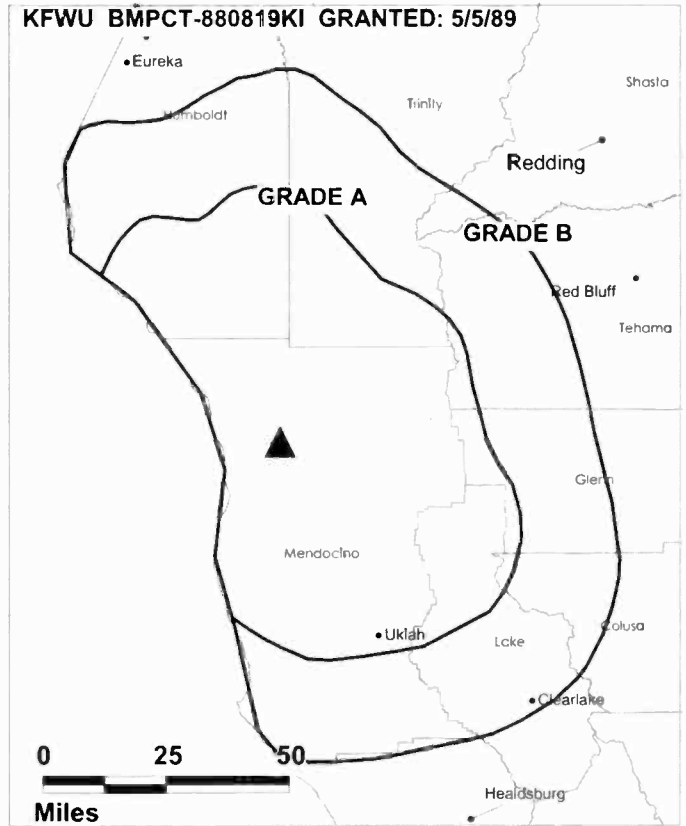 KFWU BMPCT-880819KI GRANTED: 5/5/89
Eureka
Shasta
Trinity
Humboldt
Redding
GRADE A
GRADE B
Red Bluff
Tehama
Glenn
Mendocino
Colusa
Ukiah
Lake
Clearlake
0 25 50
Healdsburg
Miles